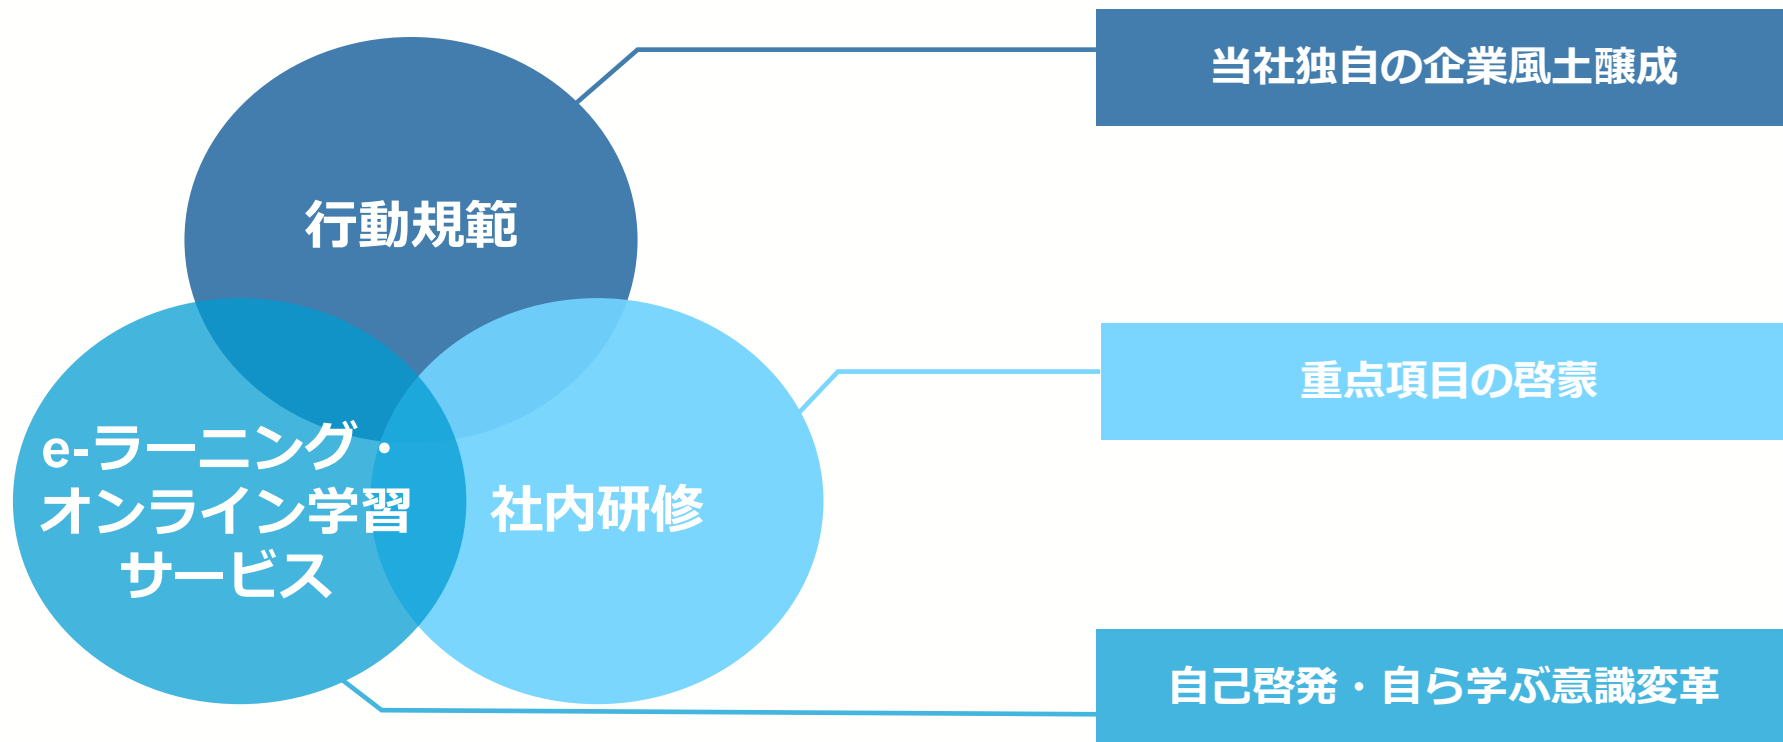 当社独自の企業風土醸成
行動規範
重点項目の啓蒙
e-ラーニング・
オンライン学習
サービス
社内研修
自己啓発・自ら学ぶ意識変革